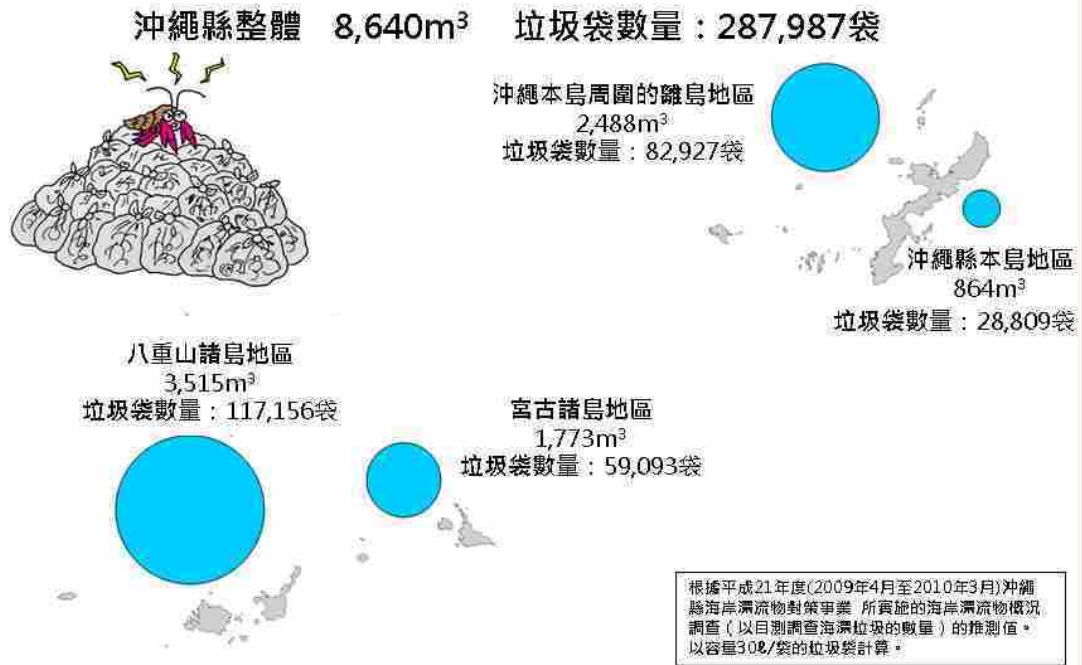 沖繩縣整體 8,640m³ 垃圾袋數量：287,987袋
沖繩本島周圍的離島地區
2,488m³
垃圾袋數量：82,927袋
沖繩縣本島地區
864m³
垃圾袋數量：28,809袋
八重山諸島地區
3,515m³
垃圾袋數量：117,156袋
宮古諸島地區
1,773m³
垃圾袋數量：59,093袋
根據平成21年度(2009年4月至2010年3月)沖繩
縣海岸漂流物對策事業 所實施的海岸漂流物概況
調查（以目測調查海漂垃圾的數量）的推測值。
以容量30ℓ/袋的垃圾袋計算。